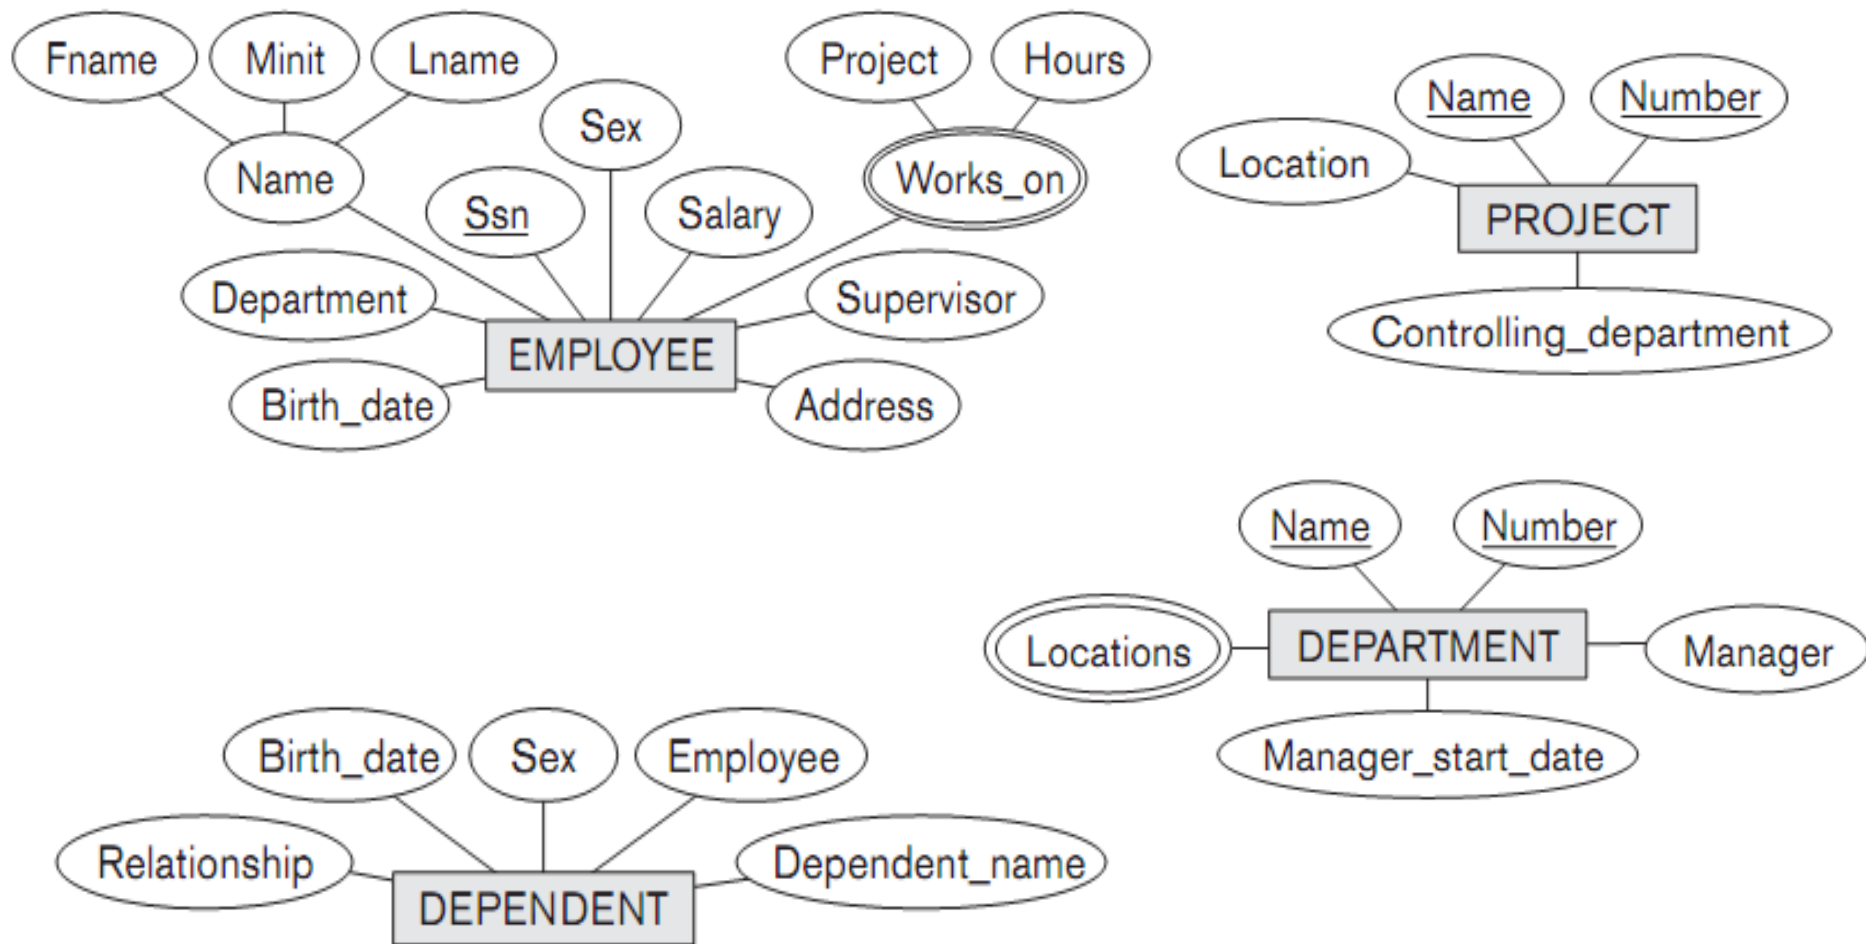 Fname
Minit
Lname
Name
Sex
Ssn
Salary
Project
Hours
Works_on
Department
Supervisor
EMPLOYEE
Birth_date
Address
Name
Number
Location
PROJECT
Controlling_department
Name
Number
Locations
DEPARTMENT
Manager
Manager_start_date
Birth_date
Sex
Employee
Relationship
Dependent_name
DEPENDENT